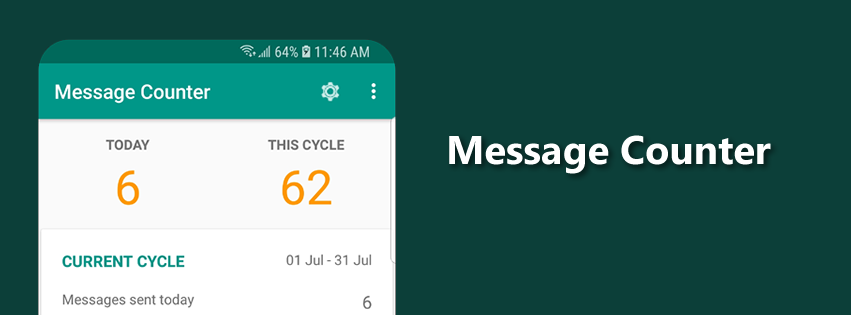 64% 11:46 AM
Message Counter
TODAY THIS CYCLE
6 62
CURRENT CYCLE 01 Jul - 31 Jul
Messages sent today 6
Message Counter